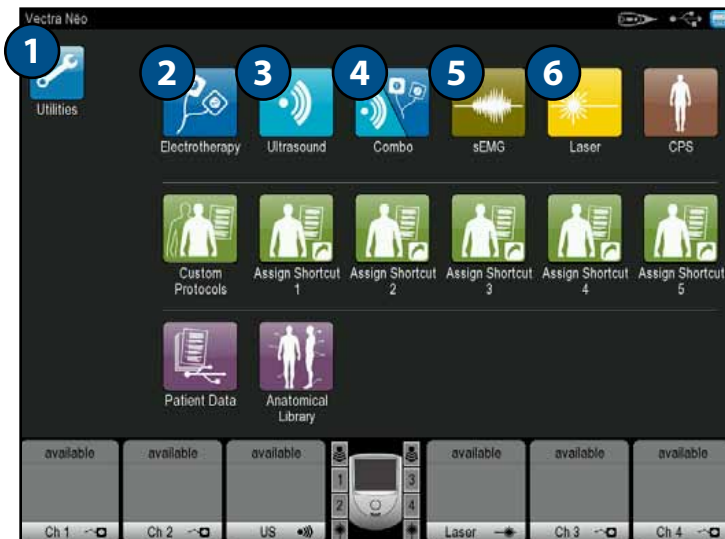 Vectra Néo
1
2
3
4
5
6
Utilities
Electrotherapy
Ultrasound
Combo
sEMG
Laser
CPS
Custom
Protocols
Assign Shortcut
1
Assign Shortcut
2
Assign Shortcut
3
Assign Shortcut
4
Assign Shortcut
5
Patient Data
Anatomical
Library
available
available
available
available
available
available
1
3
2
4
Ch 1
Ch 2
US
Laser
Ch 3
Ch 4